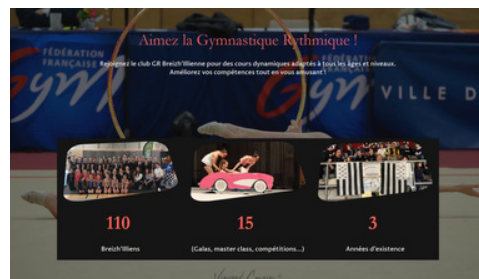 Aimez la Gymnastique Rythmique !
FÉDÉRATION
FRANÇAISE
Gym
Gym
VILLE D
Rejoignez le club GR Breizh'Illienne pour des cours dynamiques adaptés à tous les âges et niveaux.
Améliorez vos compétences tout en vous amusant !
110
Breizh'Illiens
15
(Galas, master class, compétitions...)
3
Années d'existence